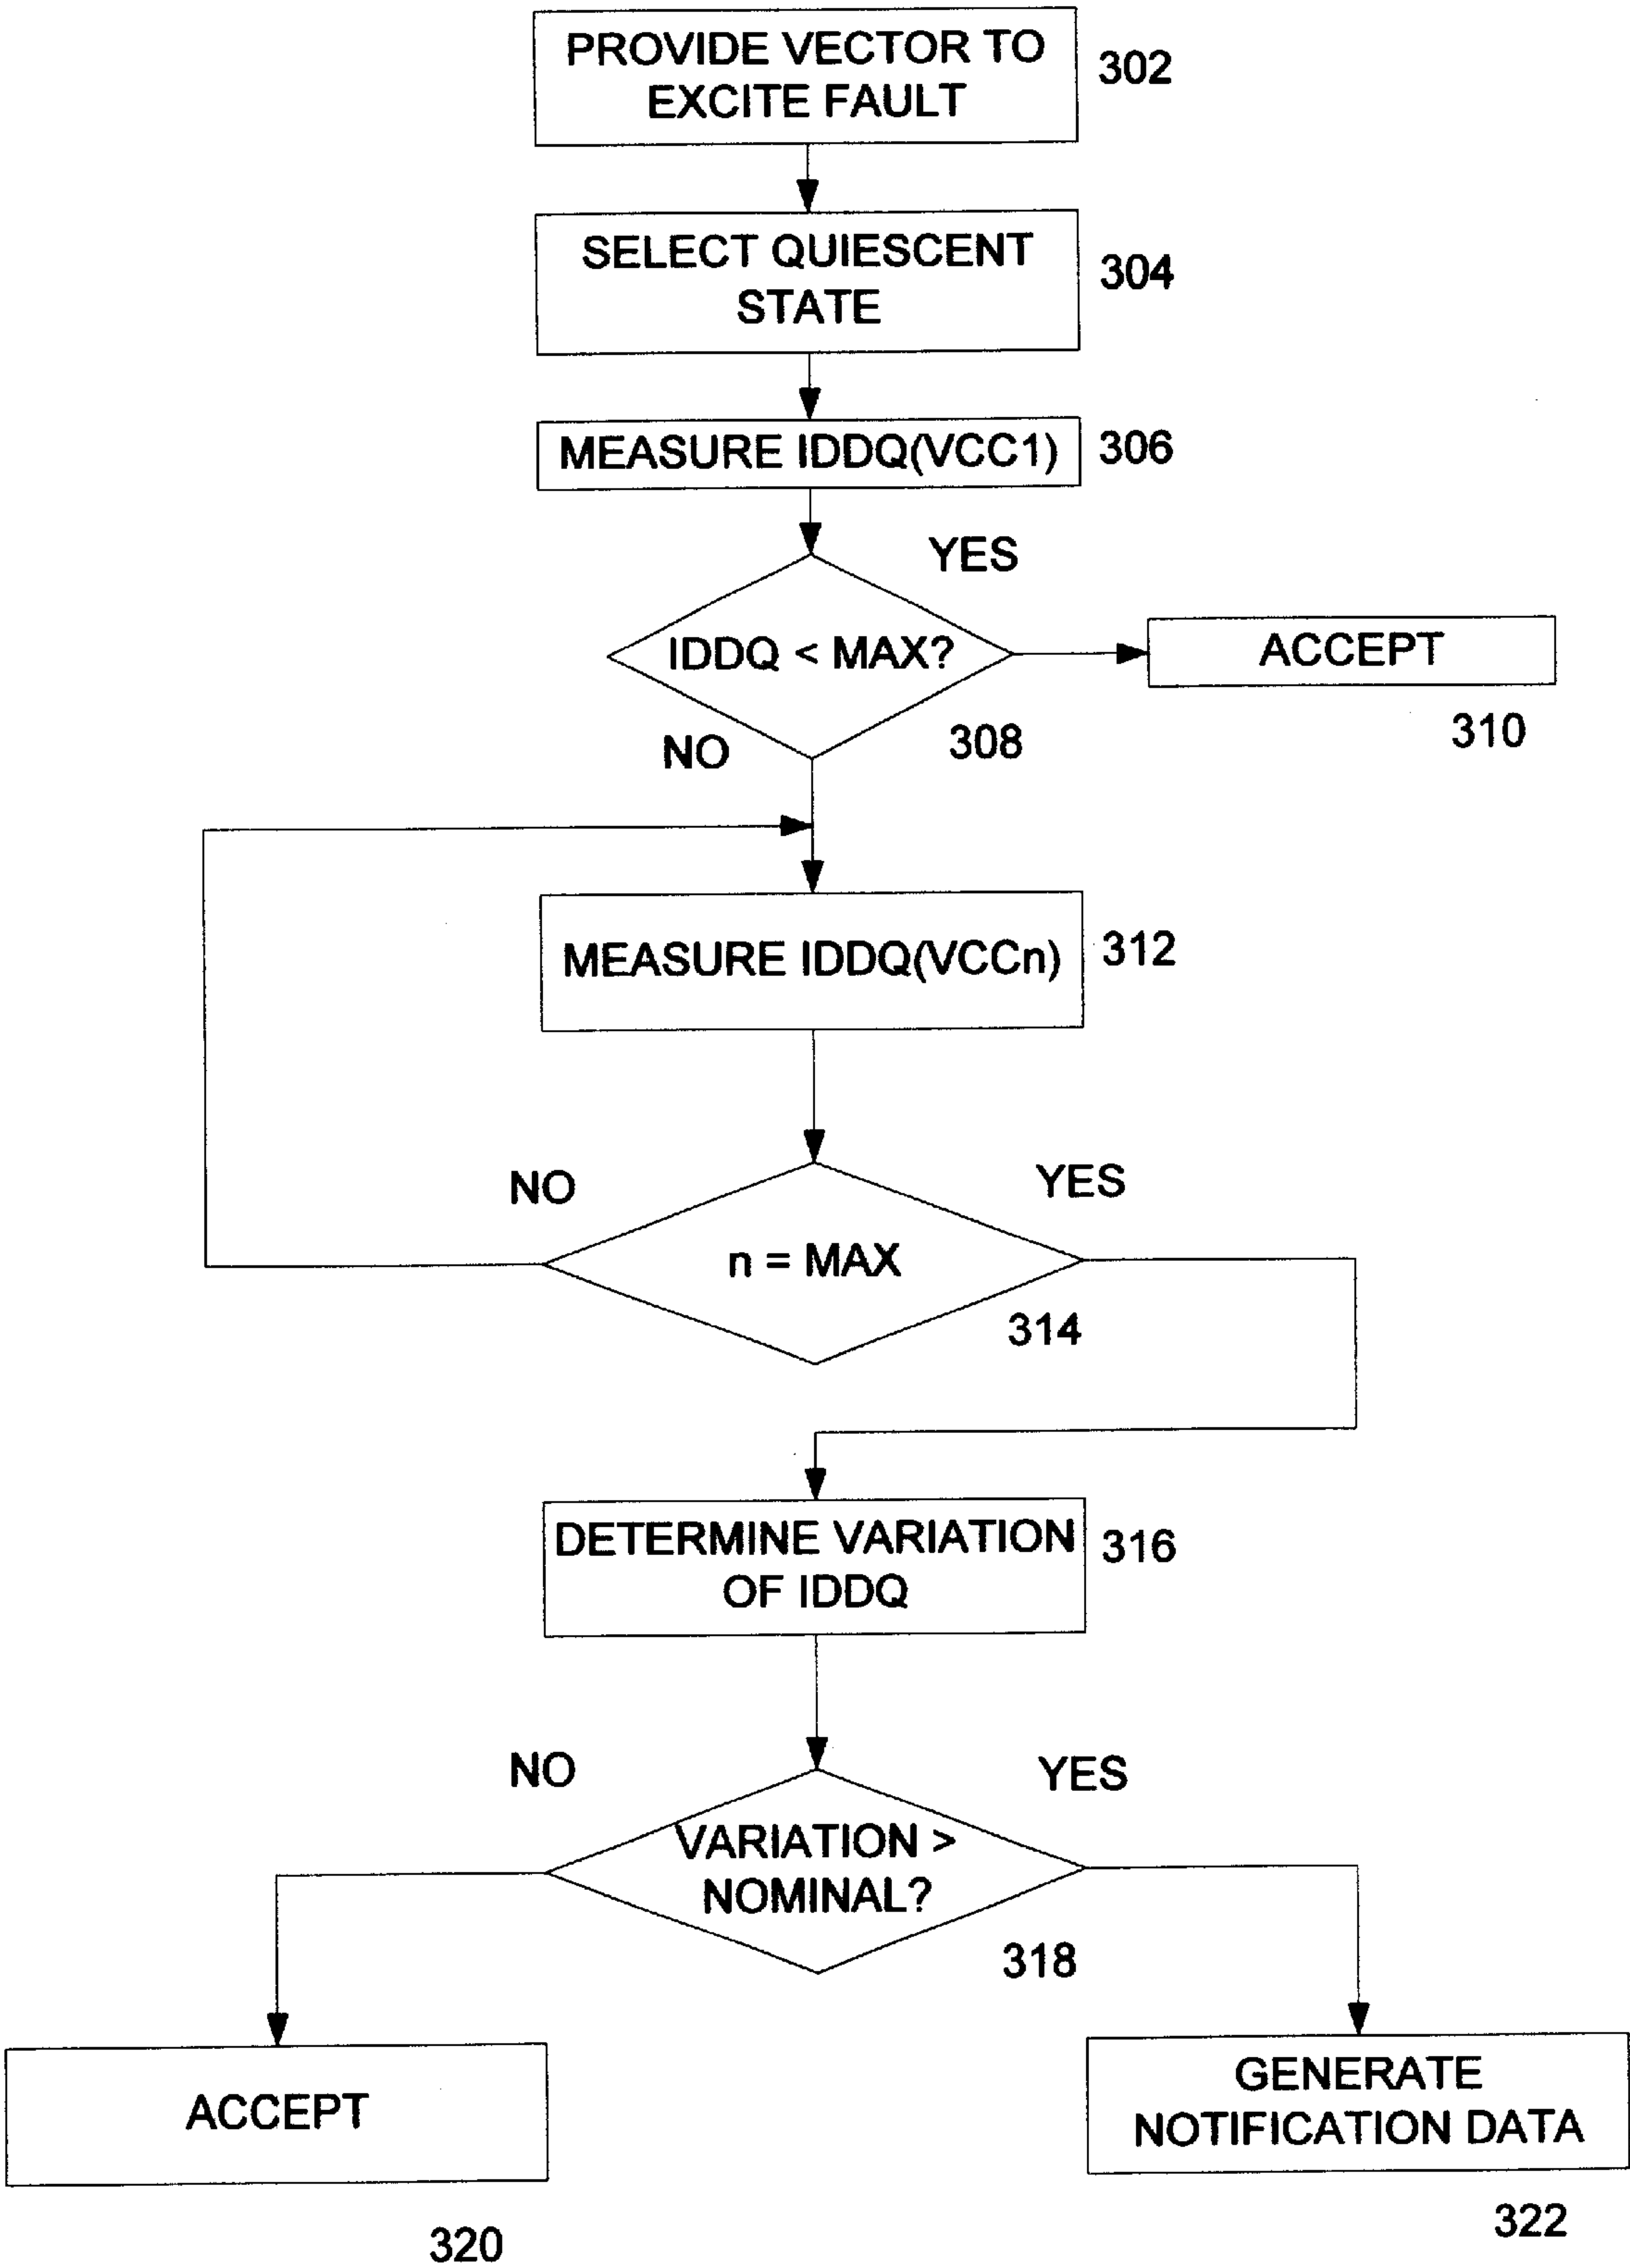 PROVIDE VECTOR TO
EXCITE FAULT
302
SELECT QUIESCENT
STATE
304
MEASURE IDDQ(VCC1)
306
YES
IDDQ < MAX?
ACCEPT
NO
308
310
MEASURE IDDQ(VCCn)
312
NO
YES
n = MAX
314
DETERMINE VARIATION
OF IDDQ
316
NO
YES
VARIATION >
NOMINAL?
318
ACCEPT
GENERATE
NOTIFICATION DATA
320
322